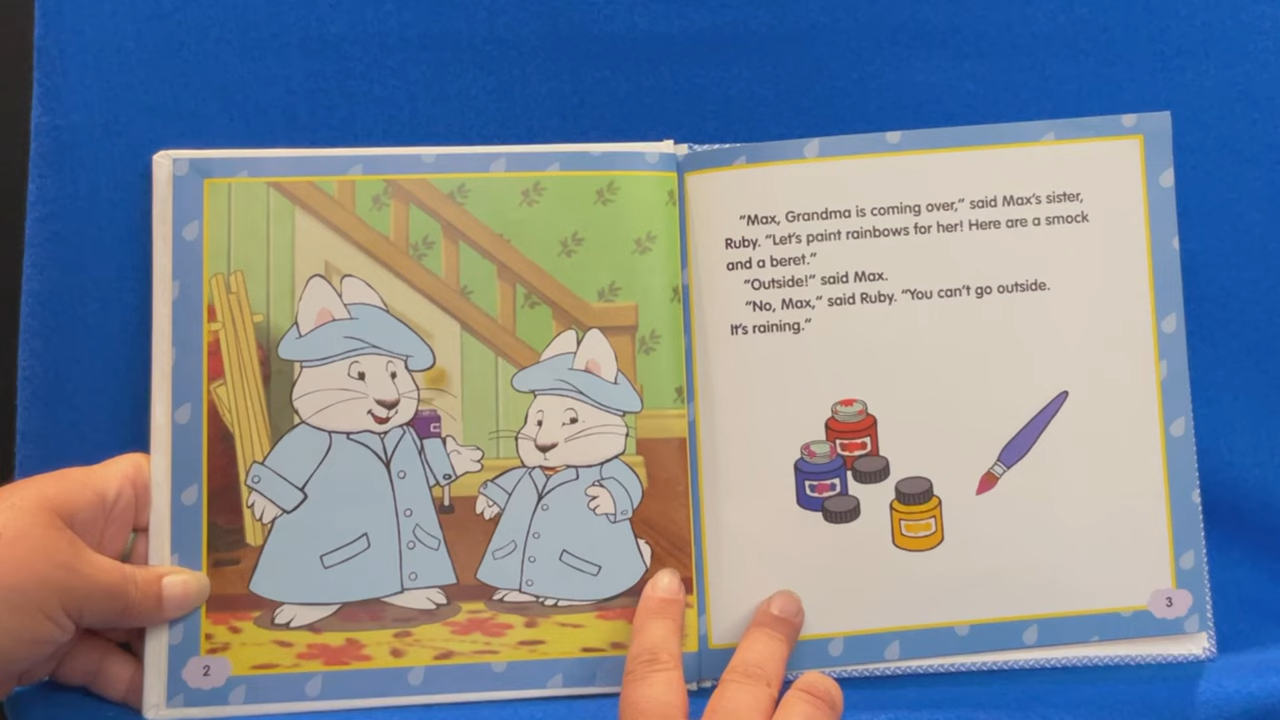 "Max, Grandma is coming over," said Max's sister,
Ruby. "Let's paint rainbows for her! Here are a smock
and a beret."
"Outside!" said Max.
"No, Max," said Ruby. "You can't go outside.
It's raining."
2
3